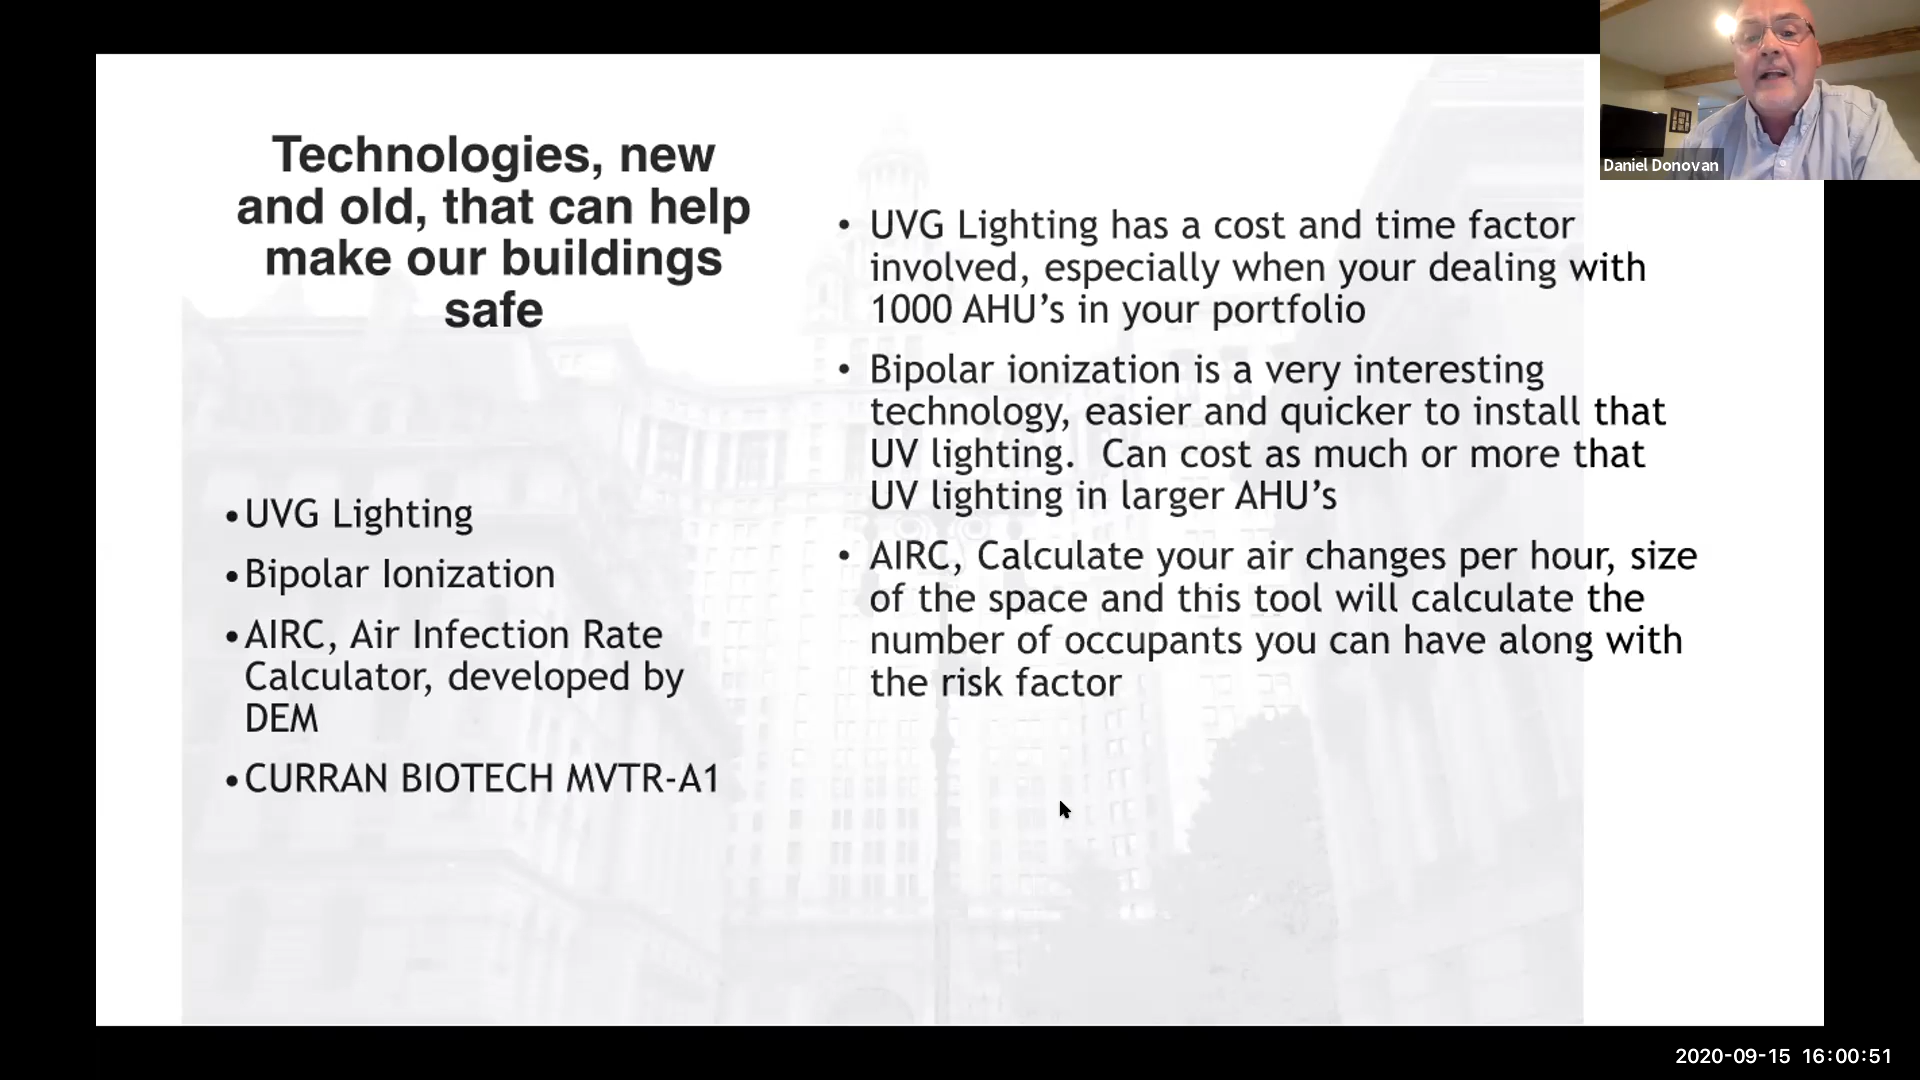 Technologies, new
and old, that can help
make our buildings
safe
•UVG Lighting
•Bipolar Ionization
•AIRC, Air Infection Rate
Calculator, developed by
DEM
•CURRAN BIOTECH MVTR-A1
• UVG Lighting has a cost and time factor
involved, especially when your dealing with
1000 AHU’s in your portfolio
• Bipolar ionization is a very interesting
technology, easier and quicker to install that
UV lighting.  Can cost as much or more that
UV lighting in larger AHU’s
• AIRC, Calculate your air changes per hour, size
of the space and this tool will calculate the
number of occupants you can have along with
the risk factor
Daniel Donovan
2020-09-15 16:00:51